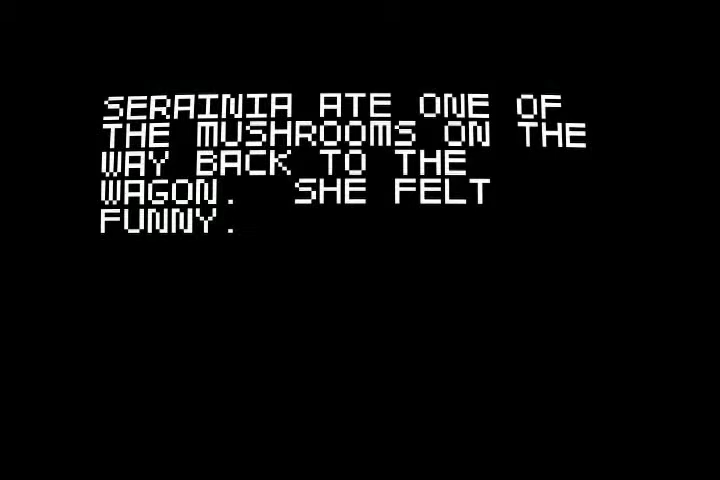 SERAINIA ATE ONE OF
THE MUSHROOMS ON THE
WAY BACK TO THE
WAGON.  SHE FELT
FUNNY.